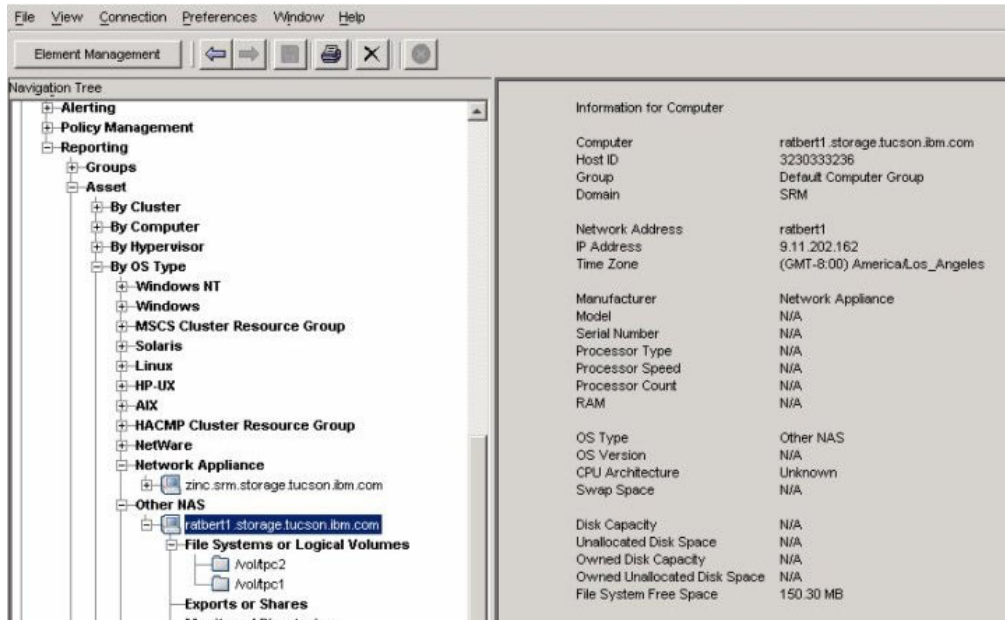 File View Connection Preferences Window Help
Element Management
Navigation Tree
Alerting
Policy Management
Reporting
Groups
Asset
By Cluster
By Computer
By Hypervisor
By OS Type
Windows NT
Windows
MSCS Cluster Resource Group
Solaris
Linux
HP-UX
AIX
HACMP Cluster Resource Group
NetWare
Network Appliance
zinc.srm.storage.tucson.ibm.com
Other NAS
ratbert1.storage.tucson.ibm.com
File Systems or Logical Volumes
/vol/tpc2
/vol/tpc1
Exports or Shares
Information for Computer
Computer ratbert1.storage.tucson.ibm.com
Host ID 3230333236
Group Default Computer Group
Domain SRM
Network Address ratbert1
IP Address 9.11.202.162
Time Zone (GMT-8:00) America/Los_Angeles
Manufacturer Network Appliance
Model N/A
Serial Number N/A
Processor Type N/A
Processor Speed N/A
Processor Count N/A
RAM N/A
OS Type Other NAS
OS Version N/A
CPU Architecture Unknown
Swap Space N/A
Disk Capacity N/A
Unallocated Disk Space N/A
Owned Disk Capacity N/A
Owned Unallocated Disk Space N/A
File System Free Space 150.30 MB